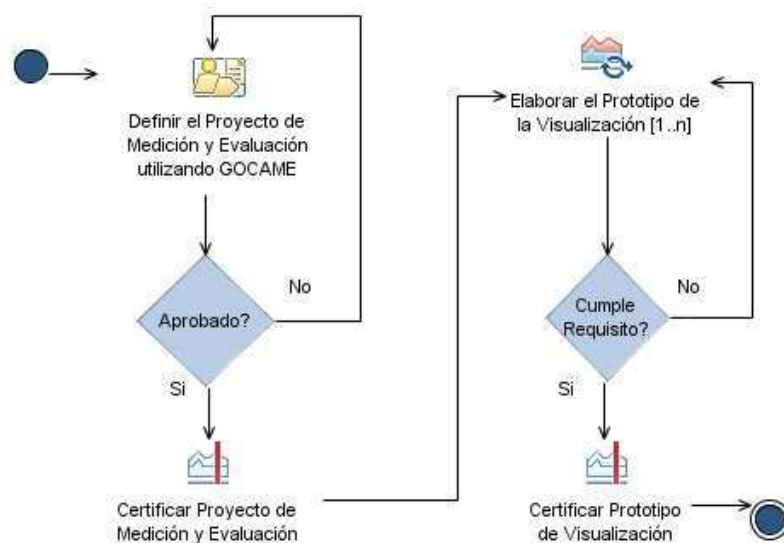 Definir el Proyecto de
Medición y Evaluación
utilizando GOCAME
Aprobado?
No
Si
Certificar Proyecto de
Medición y Evaluación
Elaborar el Prototipo de
la Visualización [1..n]
Cumple
Requisito?
No
Si
Certificar Prototipo
de Visualización